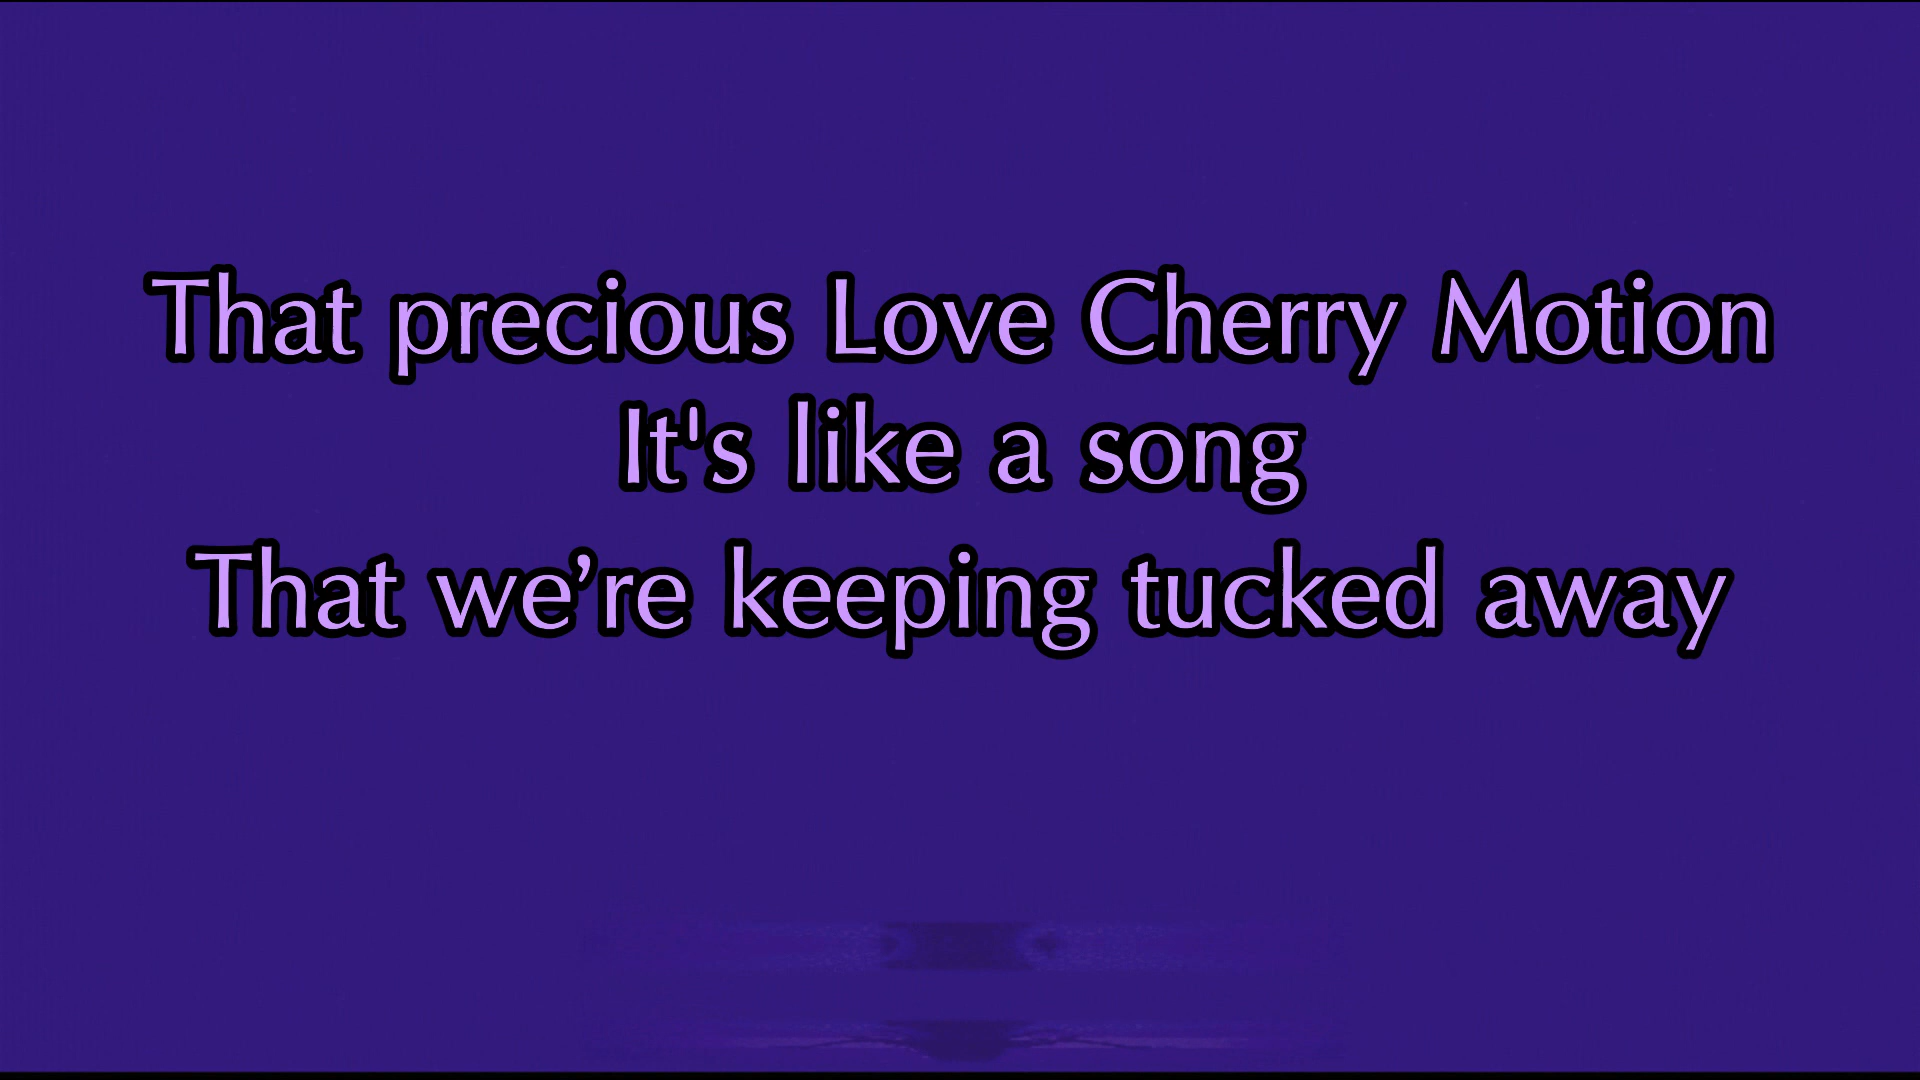 That precious Love Cherry Motion
It's like a song
That we’re keeping tucked away